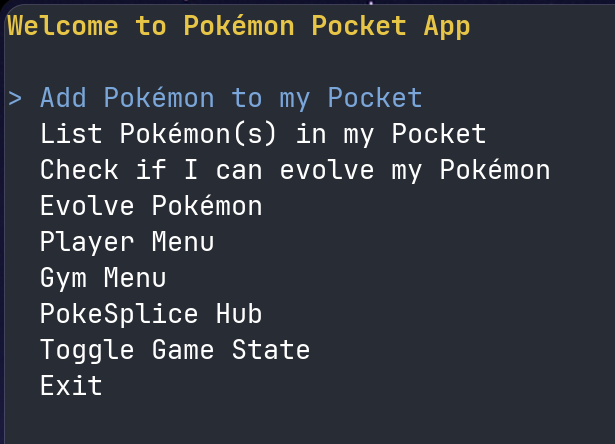 Welcome to Pokémon Pocket App
> Add Pokémon to my Pocket
List Pokémon(s) in my Pocket
Check if I can evolve my Pokémon
Evolve Pokémon
Player Menu
Gym Menu
PokeSplice Hub
Toggle Game State
Exit